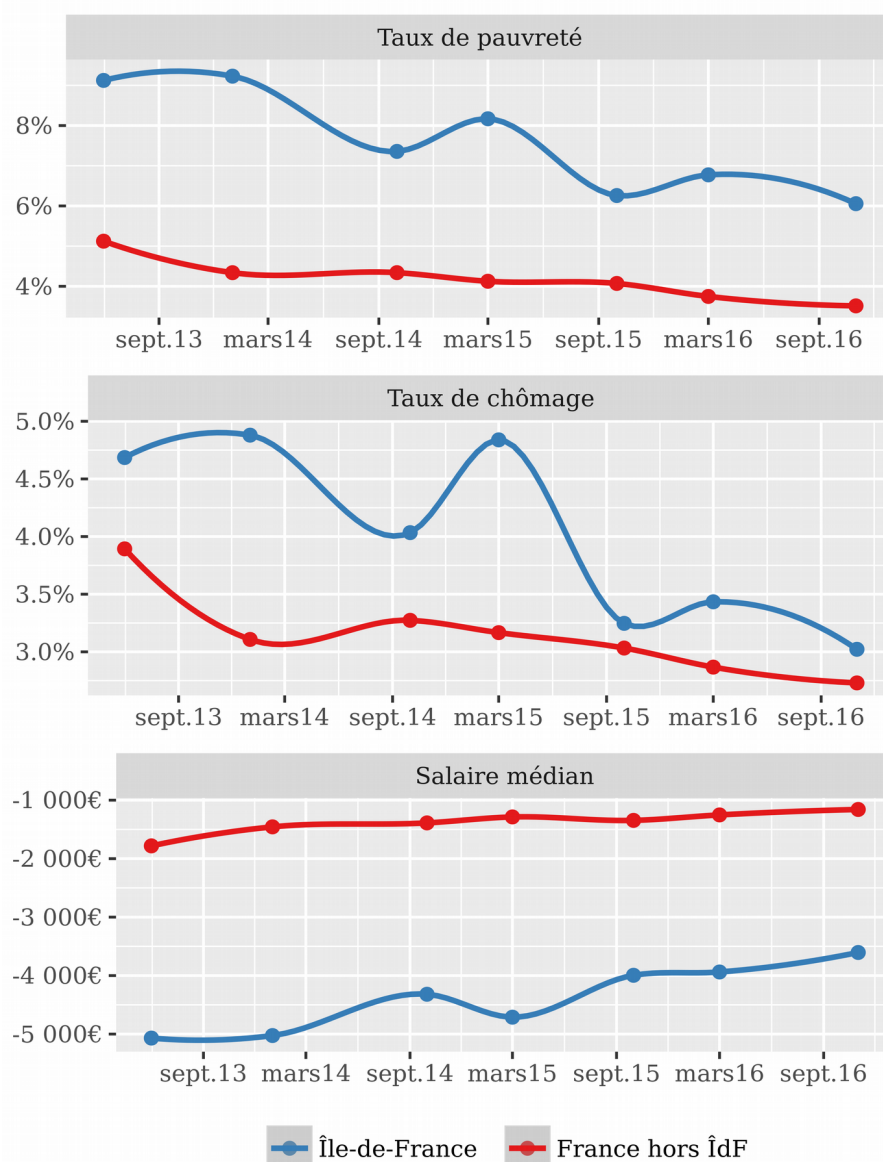 Taux de pauvreté
8%
6%
4%
sept.13 mars14 sept.14 mars15 sept.15 mars16 sept.16
Taux de chômage
5.0%
4.5%
4.0%
3.5%
3.0%
sept.13 mars14 sept.14 mars15 sept.15 mars16 sept.16
Salaire médian
-1 000€
-2 000€
-3 000€
-4 000€
-5 000€
sept.13 mars14 sept.14 mars15 sept.15 mars16 sept.16
Île-de-France France hors ÎdF